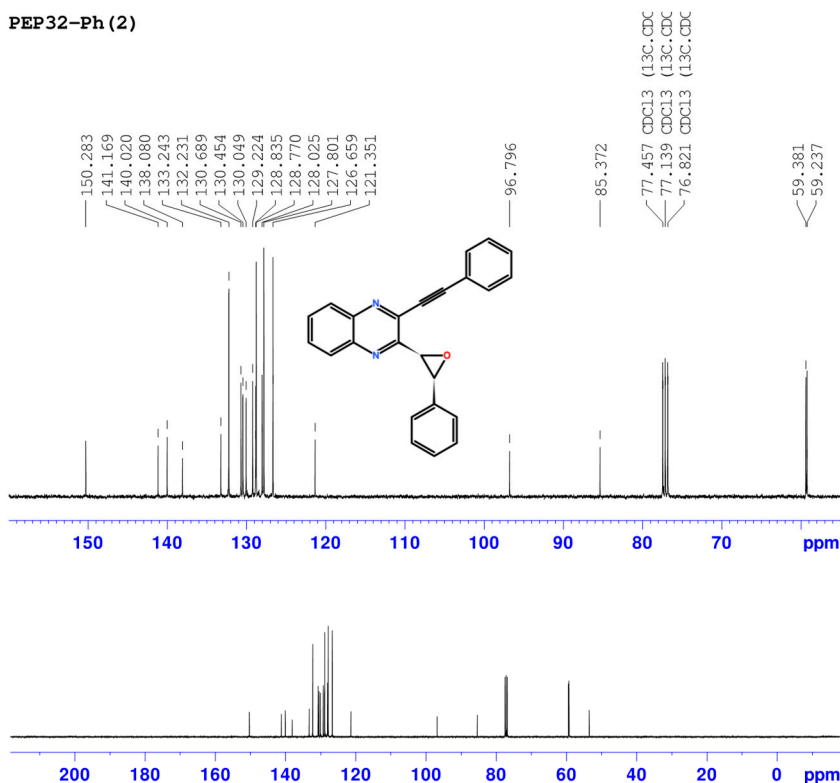 PEP32-Ph(2)
77.457 CDCl3 (13C.CDC
77.139 CDCl3 (13C.CDC
76.821 CDCl3 (13C.CDC
150.283
141.169
140.020
138.080
133.243
132.231
130.689
130.454
130.049
129.224
128.835
128.770
128.025
127.801
126.659
121.351
96.796
85.372
59.381
59.237
N
O
N
150 140 130 120 110 100 90 80 70 ppm
200 180 160 140 120 100 80 60 40 20 0 ppm